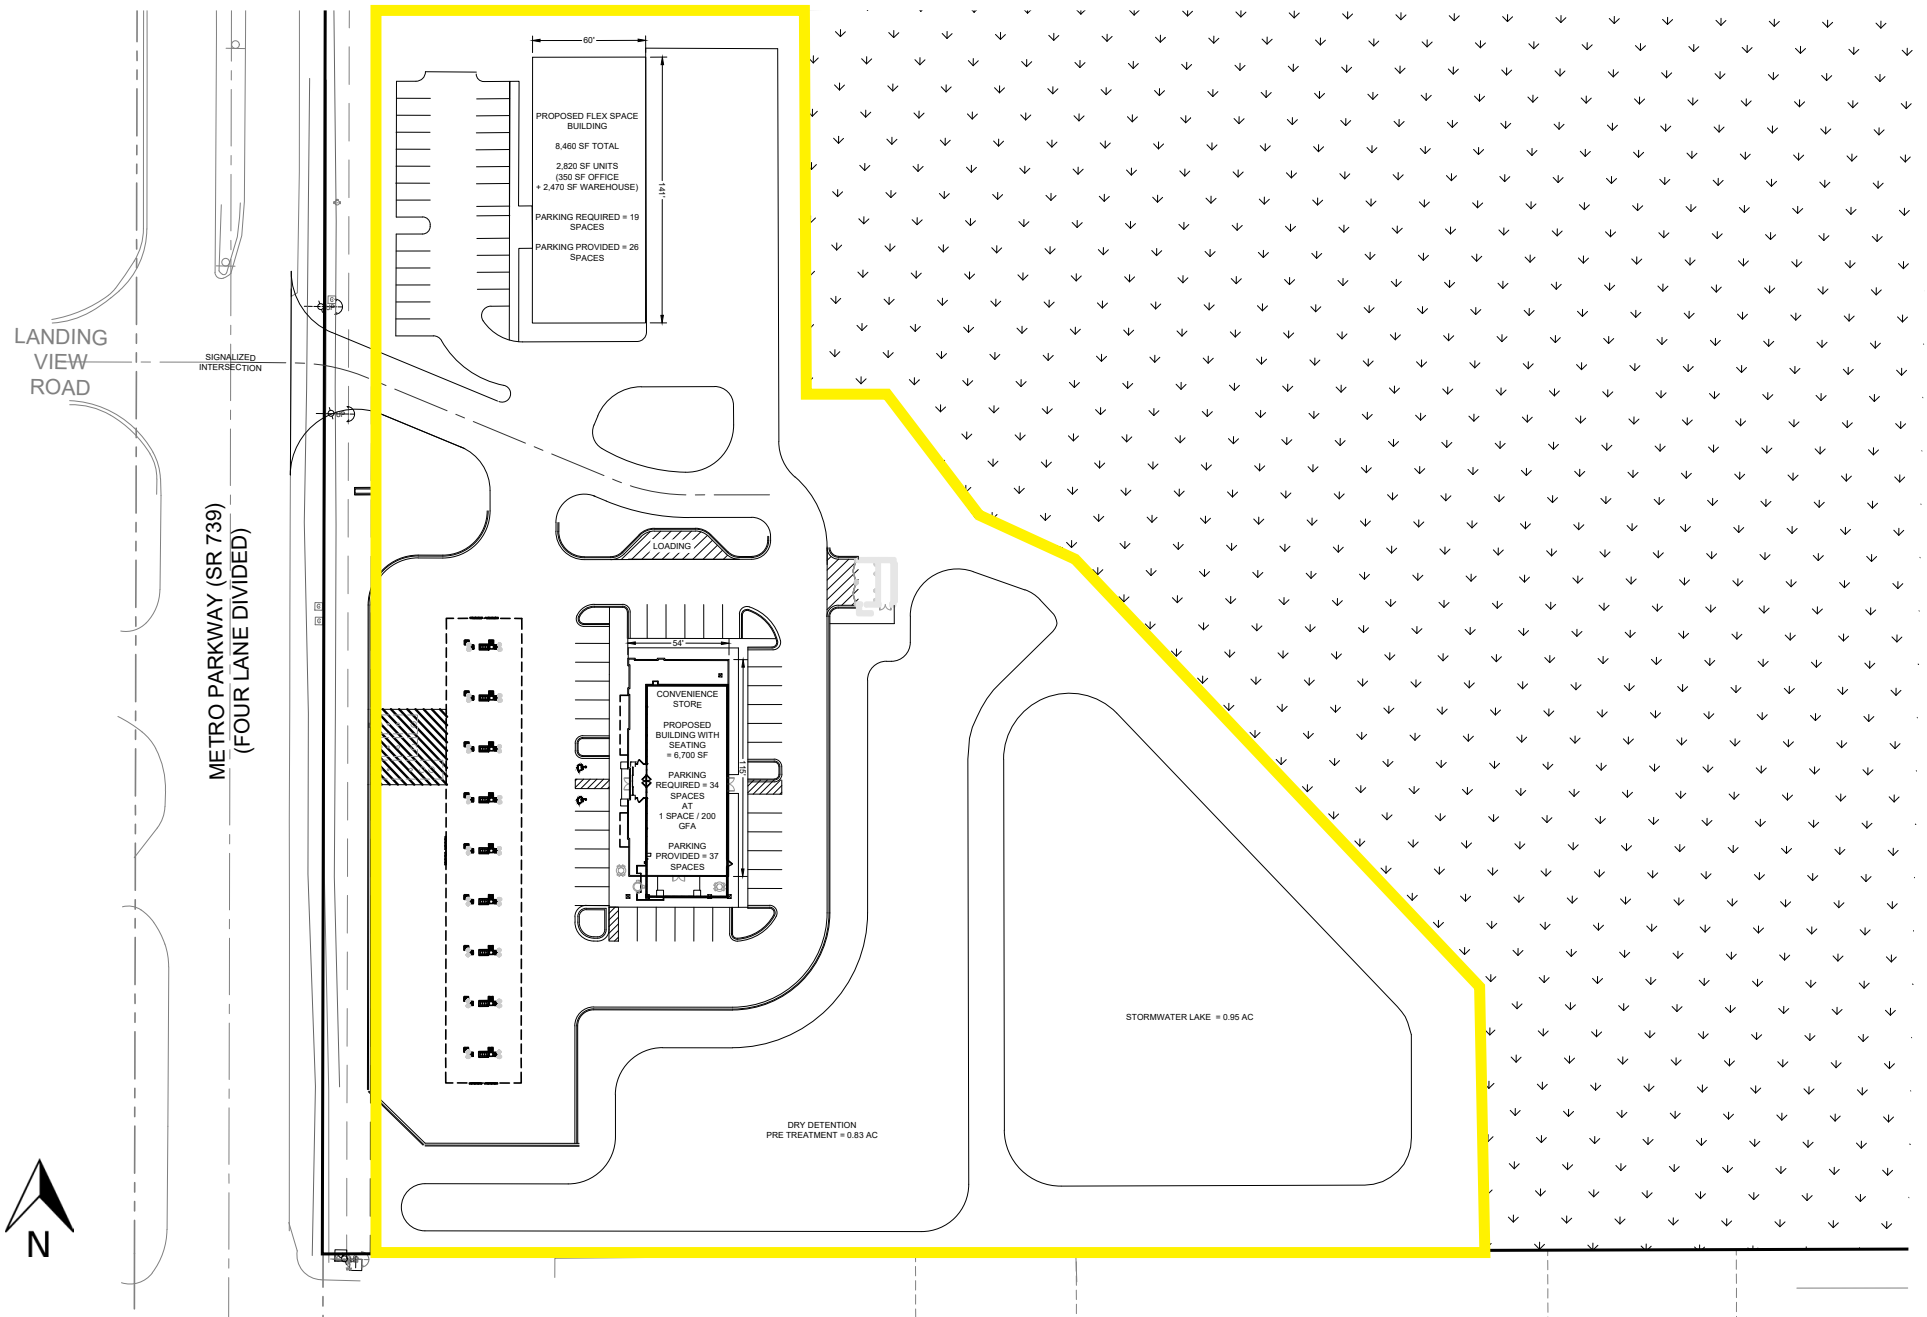 60'
PROPOSED FLEX SPACE
BUILDING
8,460 SF TOTAL
2,820 SF UNITS
(350 SF OFFICE
+ 2,470 SF WAREHOUSE)
PARKING REQUIRED = 19
SPACES
PARKING PROVIDED = 26
SPACES
141'
LANDING
VIEW
ROAD
SIGNALIZED
INTERSECTION
METRO PARKWAY (SR 739)
(FOUR LANE DIVIDED)
LOADING
54'
CONVENIENCE
STORE
PROPOSED
BUILDING WITH
SEATING
= 6,700 SF
PARKING
REQUIRED = 34
SPACES
AT
1 SPACE / 200
GFA
PARKING
PROVIDED = 37
SPACES
115'
STORMWATER LAKE = 0.95 AC
DRY DETENTION
PRE TREATMENT = 0.83 AC
N